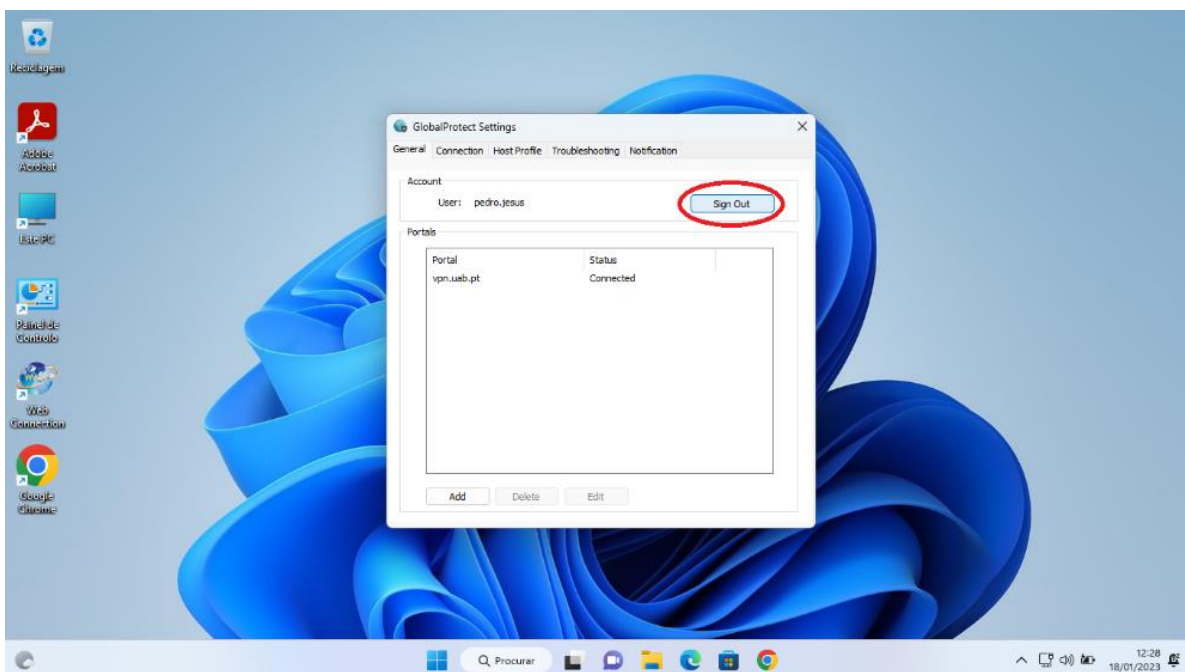 Reciclagem
Adobe
Acrobat
Este PC
Painel de
Controlo
Web
Connection
Google
Chrome
GlobalProtect Settings
General Connection Host Profile Troubleshooting Notification
Account
User: pedro.jesus
Sign Out
Portals
Portal Status
vpn.uab.pt Connected
Add Delete Edit
Procurar
12:28
18/01/2023